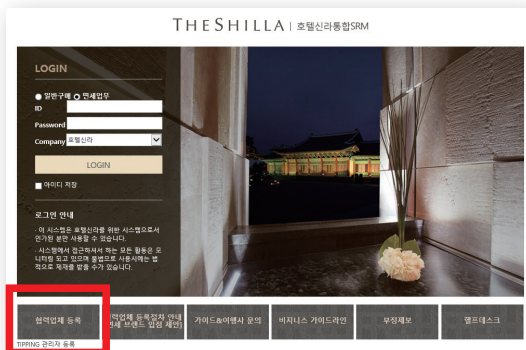 THE SHILLA | 호텔신라통합SRM
LOGIN
일반구매 면세업무
ID
Password
Company 호텔신라
LOGIN
아이디 저장
로그인 안내
· 이 시스템은 호텔신라를 위한 시스템으로서
인가된 분만 사용할 수 있습니다.
· 시스템에서 접근하셔서 하는 모든 활동은 모
니터링 되고 있으며 불법으로 사용시에는 법
적으로 제재를 받을 수가 있습니다.
협력업체 등록
력업체 등록절차 안내
면세 브랜드 입점 제안]
가이드&여행사 문의
비지니스 가이드라인
부정제보
헬프데스크
TIPPING 관리자 등록